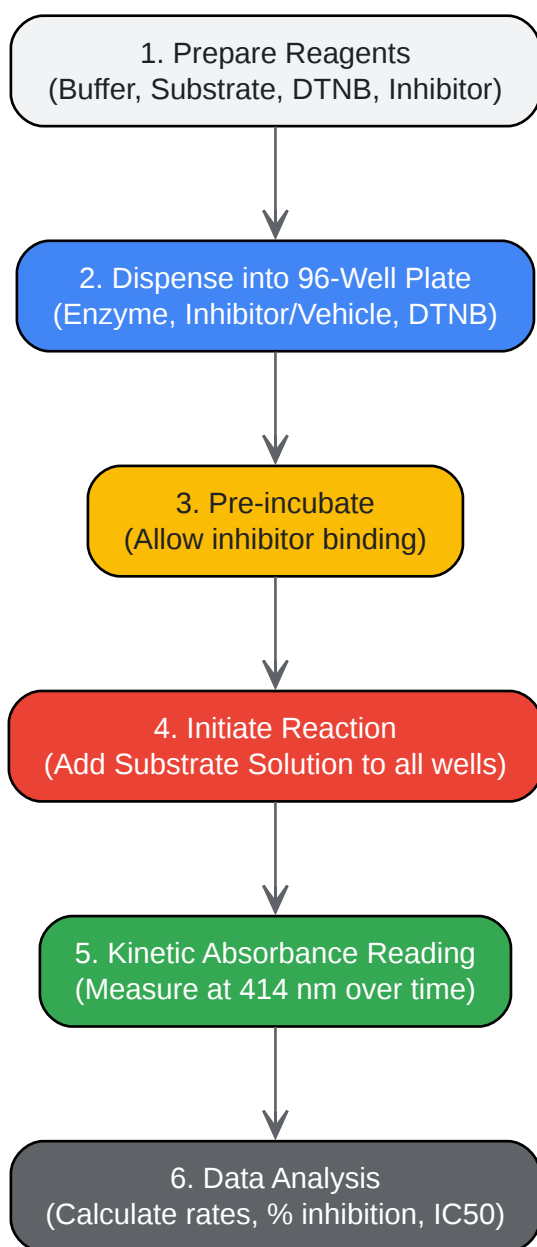 1. Prepare Reagents
(Buffer, Substrate, DTNB, Inhibitor)
2. Dispense into 96-Well Plate
(Enzyme, Inhibitor/Vehicle, DTNB)
3. Pre-incubate
(Allow inhibitor binding)
4. Initiate Reaction
(Add Substrate Solution to all wells)
5. Kinetic Absorbance Reading
(Measure at 414 nm over time)
6. Data Analysis
(Calculate rates, % inhibition, IC50)